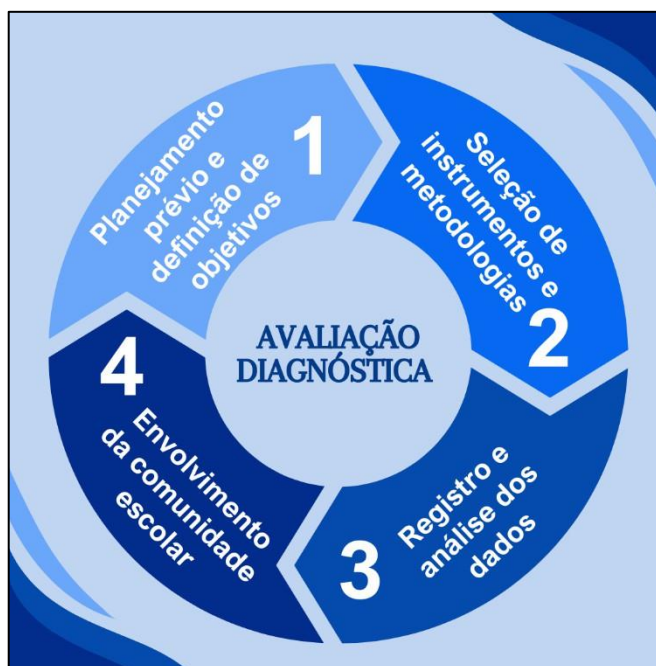 AVALIAÇÃO
DIAGNÓSTICA
1
Planejamento
prévio e
definição de
objetivos
2
Seleção de
instrumentos e
metodologias
3
Registro e
análise dos
dados
4
Envolvimento
da comunidade
escolar